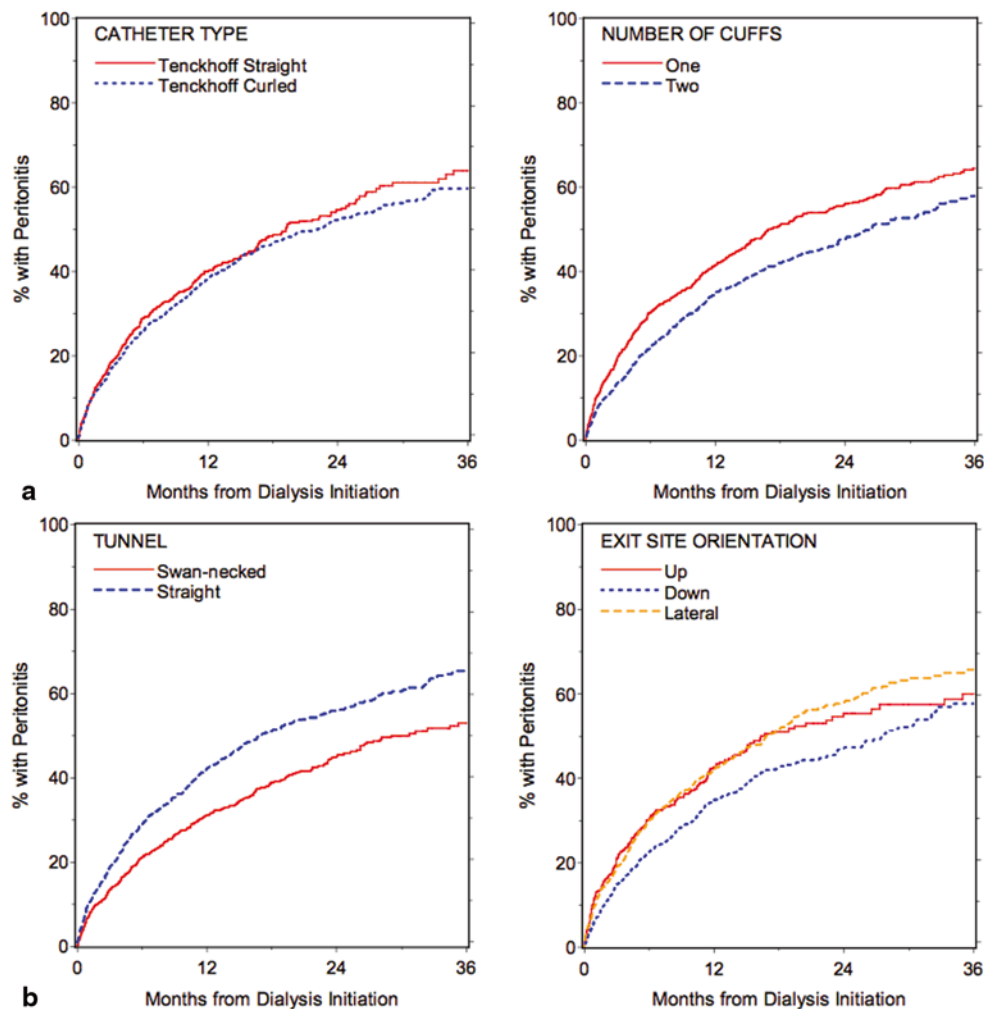 CATHETER TYPE
Tenckhoff Straight
Tenckhoff Curled
% with Peritonitis
100
80
60
40
20
0
0 12 24 36
Months from Dialysis Initiation
NUMBER OF CUFFS
One
Two
% with Peritonitis
100
80
60
40
20
0
0 12 24 36
Months from Dialysis Initiation
a
TUNNEL
Swan-necked
Straight
% with Peritonitis
100
80
60
40
20
0
0 12 24 36
Months from Dialysis Initiation
EXIT SITE ORIENTATION
Up
Down
Lateral
% with Peritonitis
100
80
60
40
20
0
0 12 24 36
Months from Dialysis Initiation
b